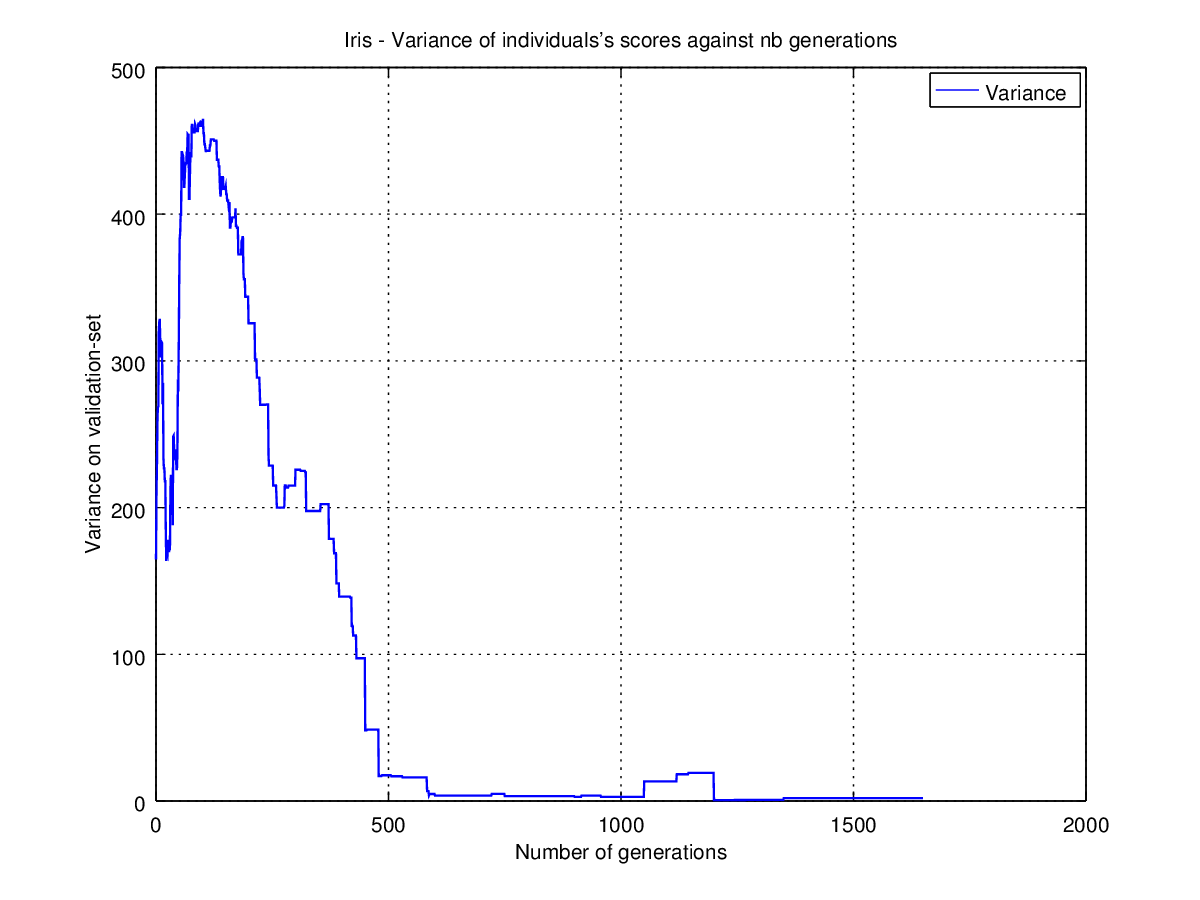 Iris - Variance of individuals's scores against nb generations
500
Variance
400
300
Variance on validation-set
200
100
0
0 500 1000 1500 2000
Number of generations